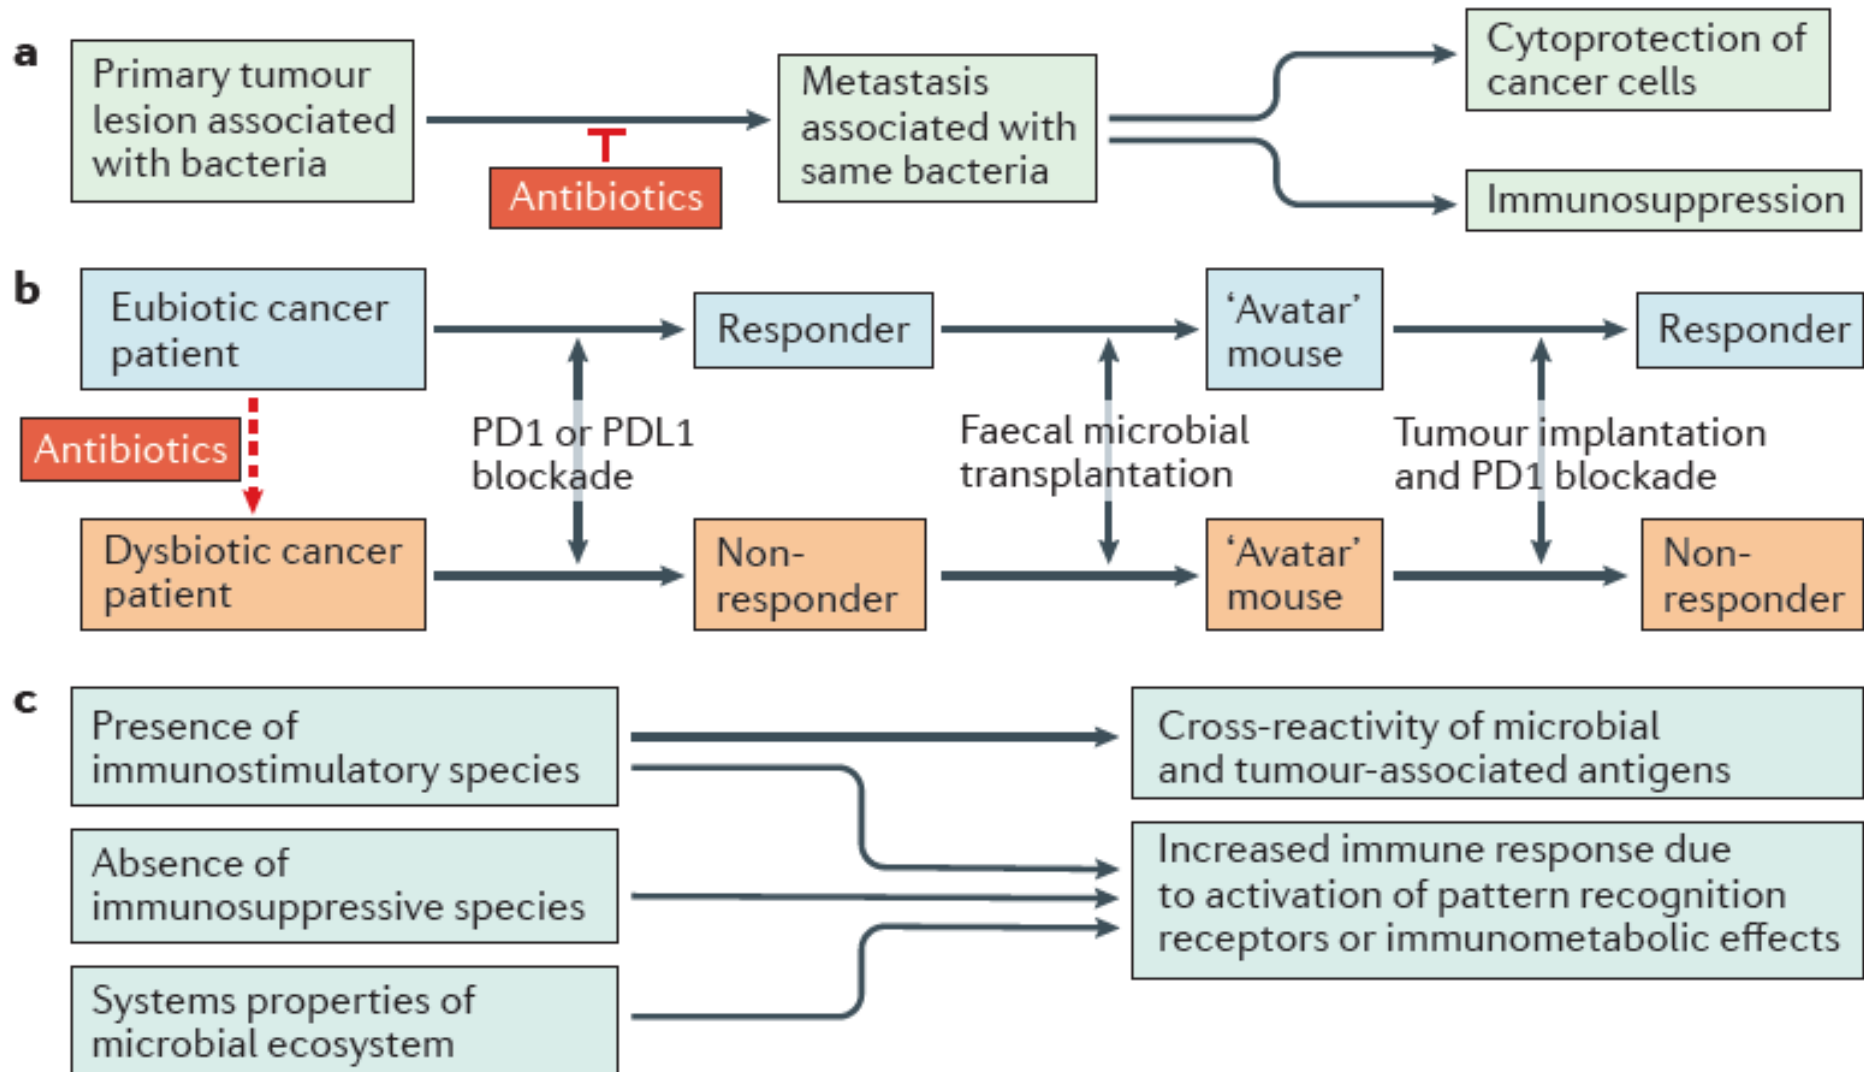 a
Primary tumour
lesion associated
with bacteria
Antibiotics
Metastasis
associated with
same bacteria
Cytoprotection of
cancer cells
Immunosuppression
b
Eubiotic cancer
patient
Responder
‘Avatar’
mouse
Responder
Antibiotics
PD1 or PDL1
blockade
Faecal microbial
transplantation
Tumour implantation
and PD1 blockade
Dysbiotic cancer
patient
Non-
responder
‘Avatar’
mouse
Non-
responder
c
Presence of
immunostimulatory species
Absence of
immunosuppressive species
Systems properties of
microbial ecosystem
Cross-reactivity of microbial
and tumour-associated antigens
Increased immune response due
to activation of pattern recognition
receptors or immunometabolic effects